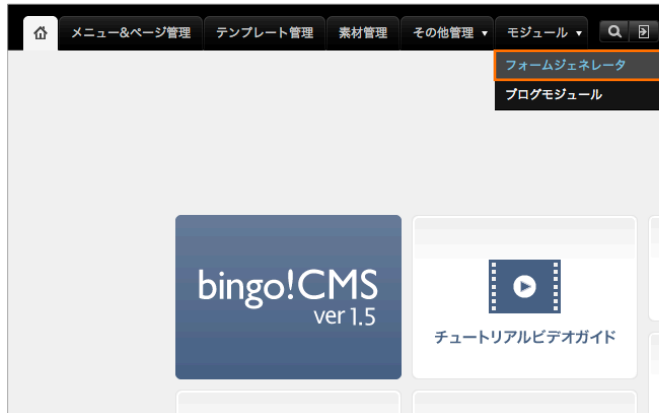 メニュー&ページ管理 テンプレート管理 素材管理 その他管理 ▼ モジュール ▼
フォームジェネレータ
ブログモジュール
bingo!CMS
ver 1.5
チュートリアルビデオガイド